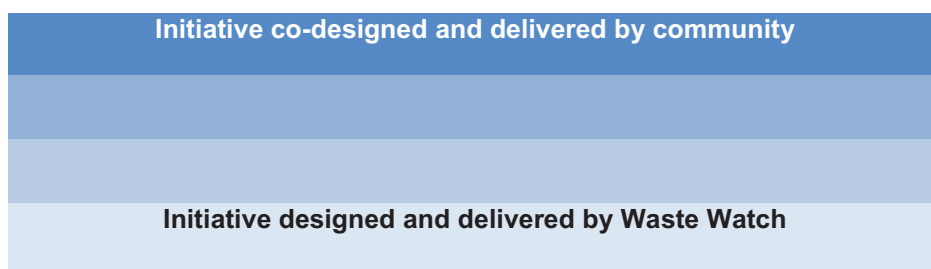 Initiative co-designed and delivered by community
Initiative designed and delivered by Waste Watch